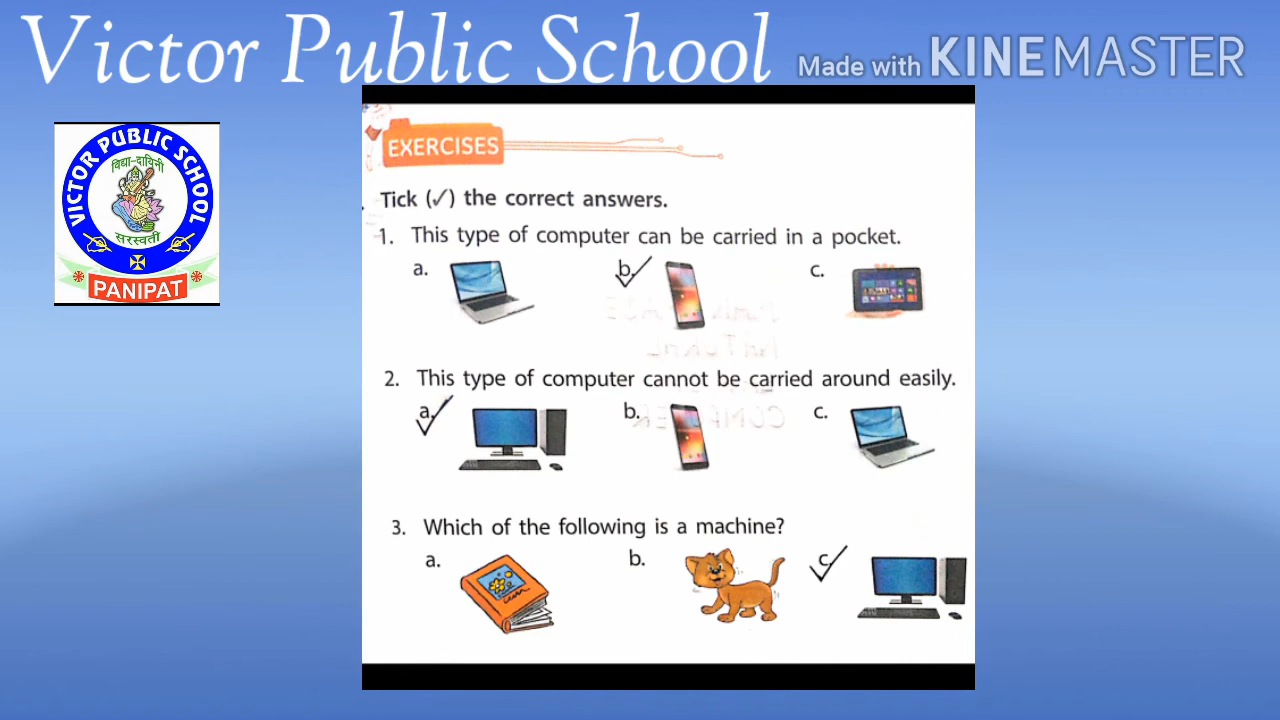 Victor Public School
Made with KINEMASTER
VICTOR PUBLIC SCHOOL
विद्या-दायिनी
सरस्वती
PANIPAT
EXERCISES
Tick (✓) the correct answers.
1. This type of computer can be carried in a pocket.
a. b. c.
2. This type of computer cannot be carried around easily.
a. b. c.
3. Which of the following is a machine?
a. b. c.